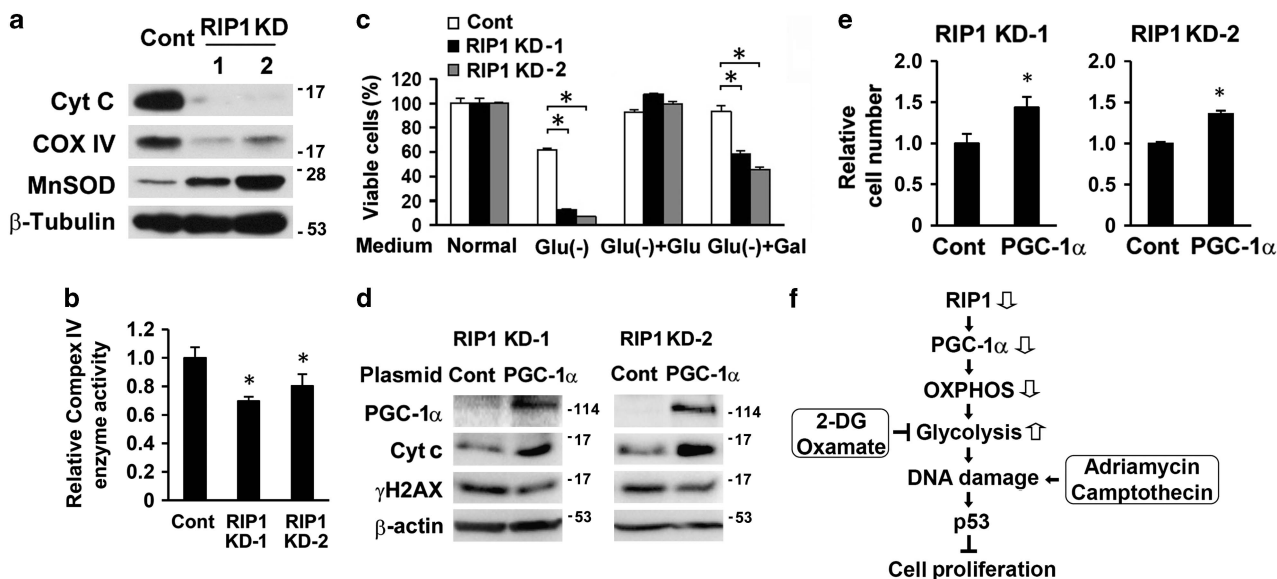 a
Cont RIP1 KD
1 2
Cyt C -17
COX IV -17
MnSOD -28
β-Tubulin -53
b
Relative Compex IV
enzyme activity
1.2
1.0
0.8
0.6
0.4
0.2
0
* *
Cont RIP1 KD-1 RIP1 KD-2
c
Cont
RIP1 KD-1
RIP1 KD-2
Viable cells (%)
120
100
80
60
40
20
0
* *
* *
Medium Normal Glu(-) Glu(-)+Glu Glu(-)+Gal
d
RIP1 KD-1 RIP1 KD-2
Plasmid Cont PGC-1α Cont PGC-1α
PGC-1α -114 -114
Cyt c -17 -17
γH2AX -17 -17
β-actin -53 -53
e
RIP1 KD-1 RIP1 KD-2
Relative
cell number
2.0 2.0
1.5 1.5
1.0 1.0
0.5 0.5
0 0
* *
Cont PGC-1α Cont PGC-1α
f
RIP1
PGC-1α
OXPHOS
2-DG
Oxamate
Glycolysis
DNA damage
Adriamycin
Camptothecin
p53
Cell proliferation